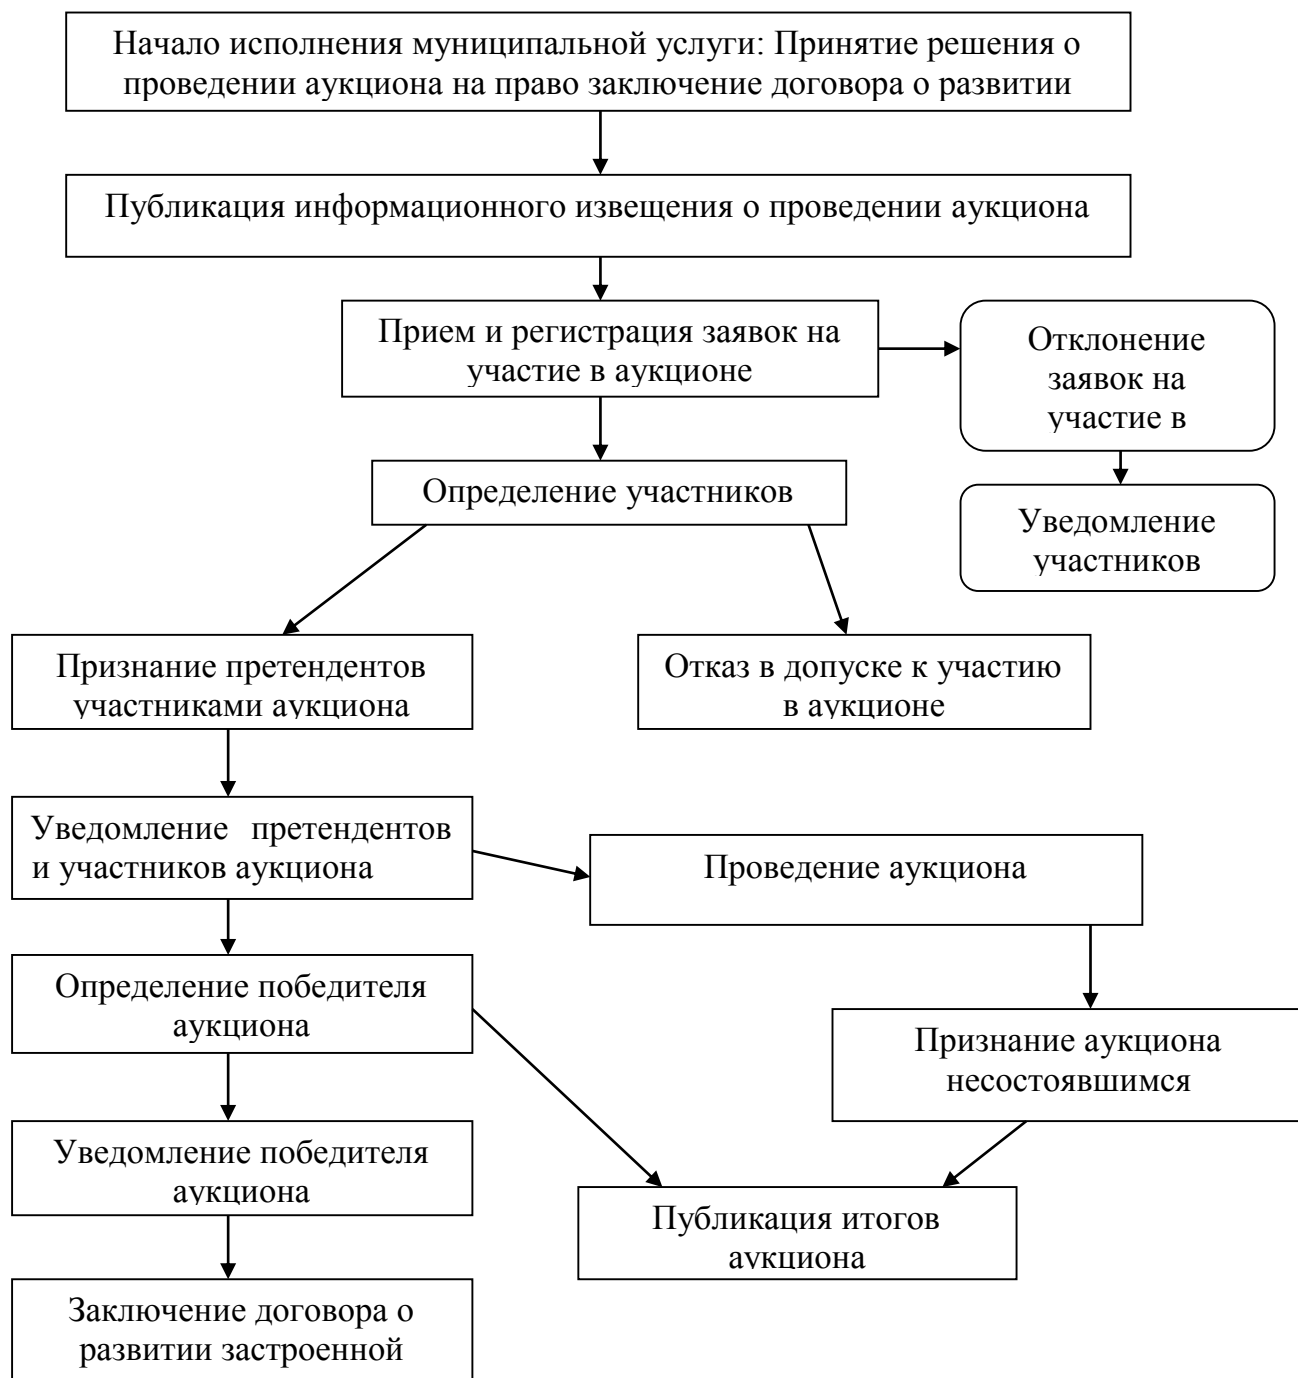 Начало исполнения муниципальной услуги: Принятие решения о
проведении аукциона на право заключение договора о развитии
Публикация информационного извещения о проведении аукциона
Прием и регистрация заявок на
участие в аукционе
Отклонение
заявок на
участие в
Определение участников
Уведомление
участников
Признание претендентов
участниками аукциона
Отказ в допуске к участию
в аукционе
Уведомление претендентов
и участников аукциона
Проведение аукциона
Определение победителя
аукциона
Признание аукциона
несостоявшимся
Уведомление победителя
аукциона
Публикация итогов
аукциона
Заключение договора о
развитии застроенной